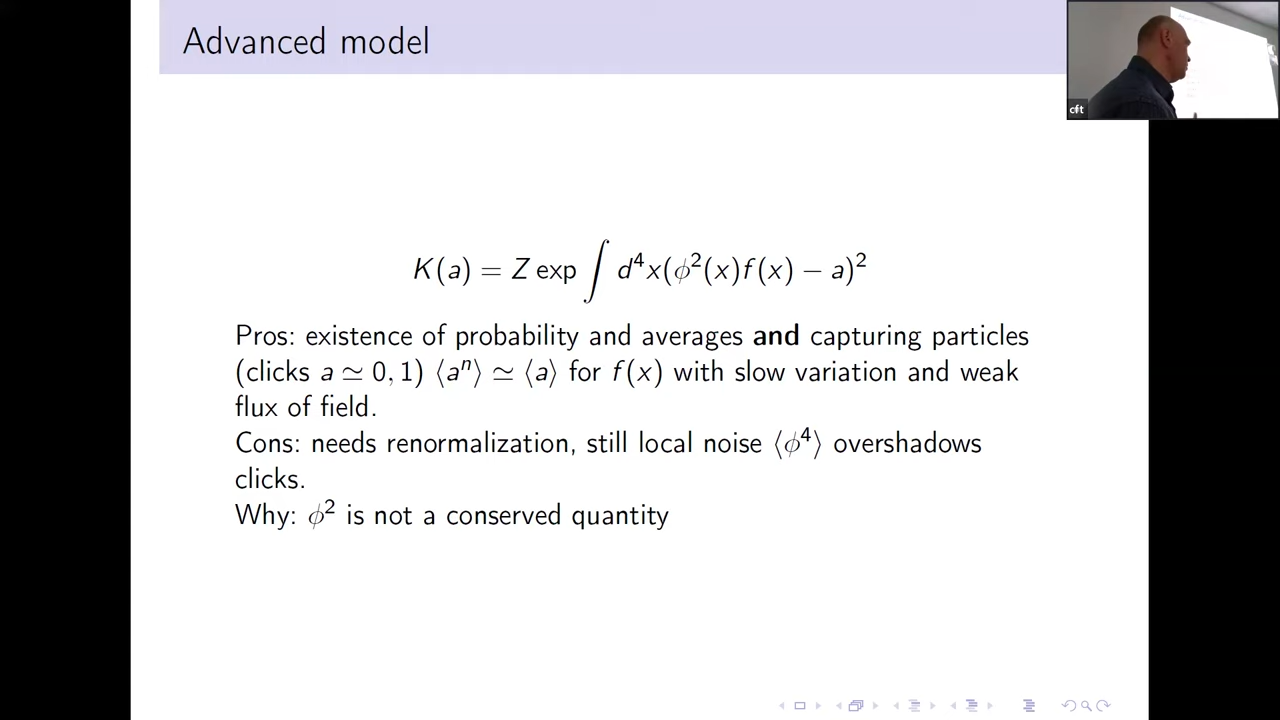 Advanced model
cft
K(a) = Z exp ∫ d⁴x(ϕ²(x)f(x) − a)²
Pros: existence of probability and averages and capturing particles
(clicks a ≃ 0, 1) ⟨aⁿ⟩ ≃ ⟨a⟩ for f(x) with slow variation and weak
flux of field.
Cons: needs renormalization, still local noise ⟨ϕ⁴⟩ overshadows
clicks.
Why: ϕ² is not a conserved quantity